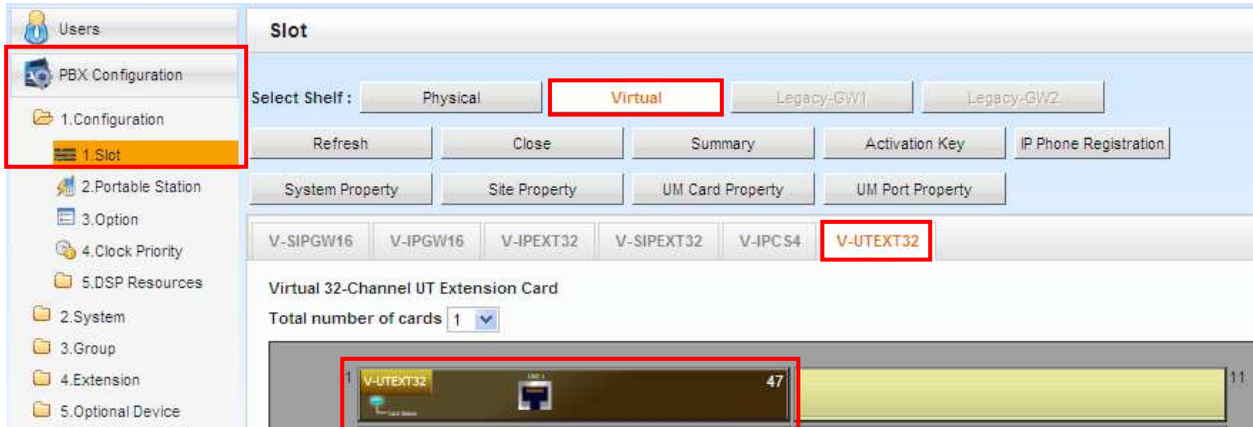 Users
Slot
PBX Configuration
Select Shelf : Physical Virtual Legacy-GW1 Legacy-GW2
1.Configuration
Refresh Close Summary Activation Key IP Phone Registration
1.Slot
2.Portable Station
System Property Site Property UM Card Property UM Port Property
3.Option
4.Clock Priority
V-SIPGW16 V-IPGW16 V-IPEXT32 V-SIPEXT32 V-IPCS4 V-UTEXT32
5.DSP Resources
Virtual 32-Channel UT Extension Card
2.System
Total number of cards 1
3.Group
4.Extension
1 V-UTEXT32 47 11
5.Optional Device